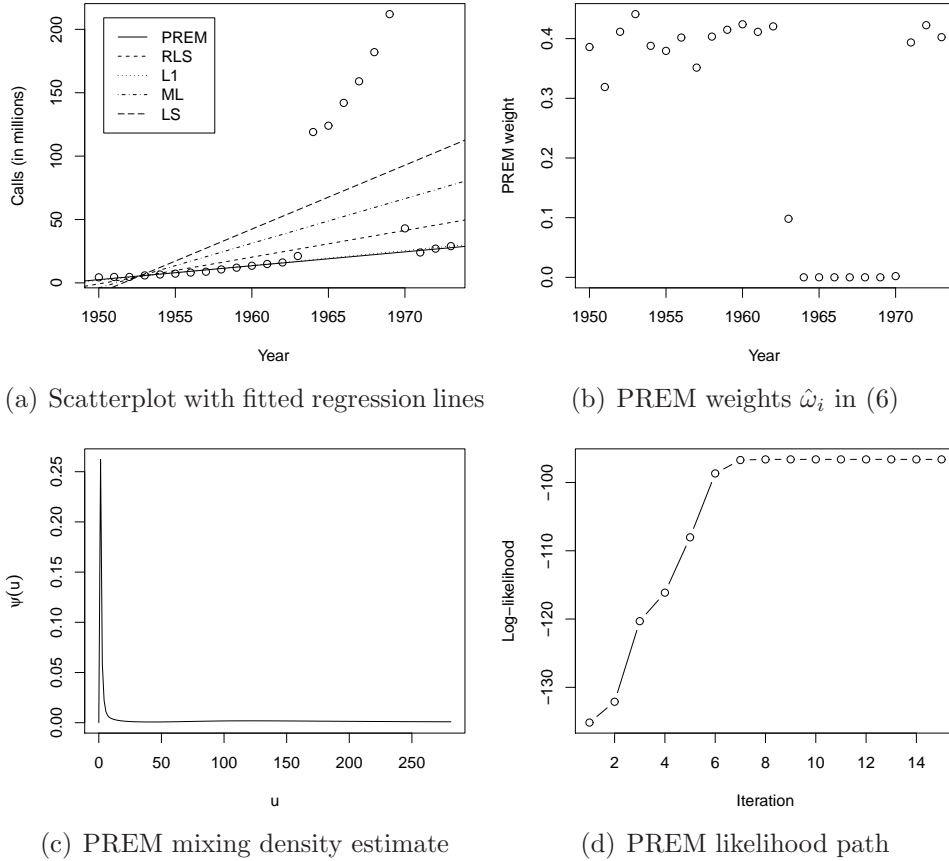 PREM
RLS
L1
ML
LS
0 50 100 150 200
Calls (in millions)
1950 1955 1960 1965 1970
Year
(a) Scatterplot with fitted regression lines
0.0 0.1 0.2 0.3 0.4
PREM weight
1950 1955 1960 1965 1970
Year
(b) PREM weights ω̂ᵢ in (6)
0.00 0.05 0.10 0.15 0.20 0.25
ψ(u)
0 50 100 150 200 250
u
(c) PREM mixing density estimate
−130 −120 −110 −100
Log−likelihood
2 4 6 8 10 12 14
Iteration
(d) PREM likelihood path